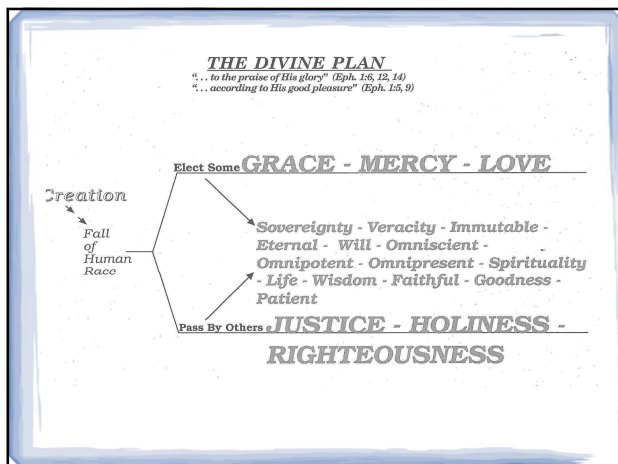 THE DIVINE PLAN
“. . . to the praise of His glory” (Eph. 1:6, 12, 14)
“. . . according to His good pleasure” (Eph. 1:5, 9)
Elect Some GRACE - MERCY - LOVE
Creation
Fall
of
Human
Race
Sovereignty - Veracity - Immutable -
Eternal - Will - Omniscient -
Omnipotent - Omnipresent - Spirituality
- Life - Wisdom - Faithful - Goodness -
Patient
Pass By Others JUSTICE - HOLINESS -
RIGHTEOUSNESS